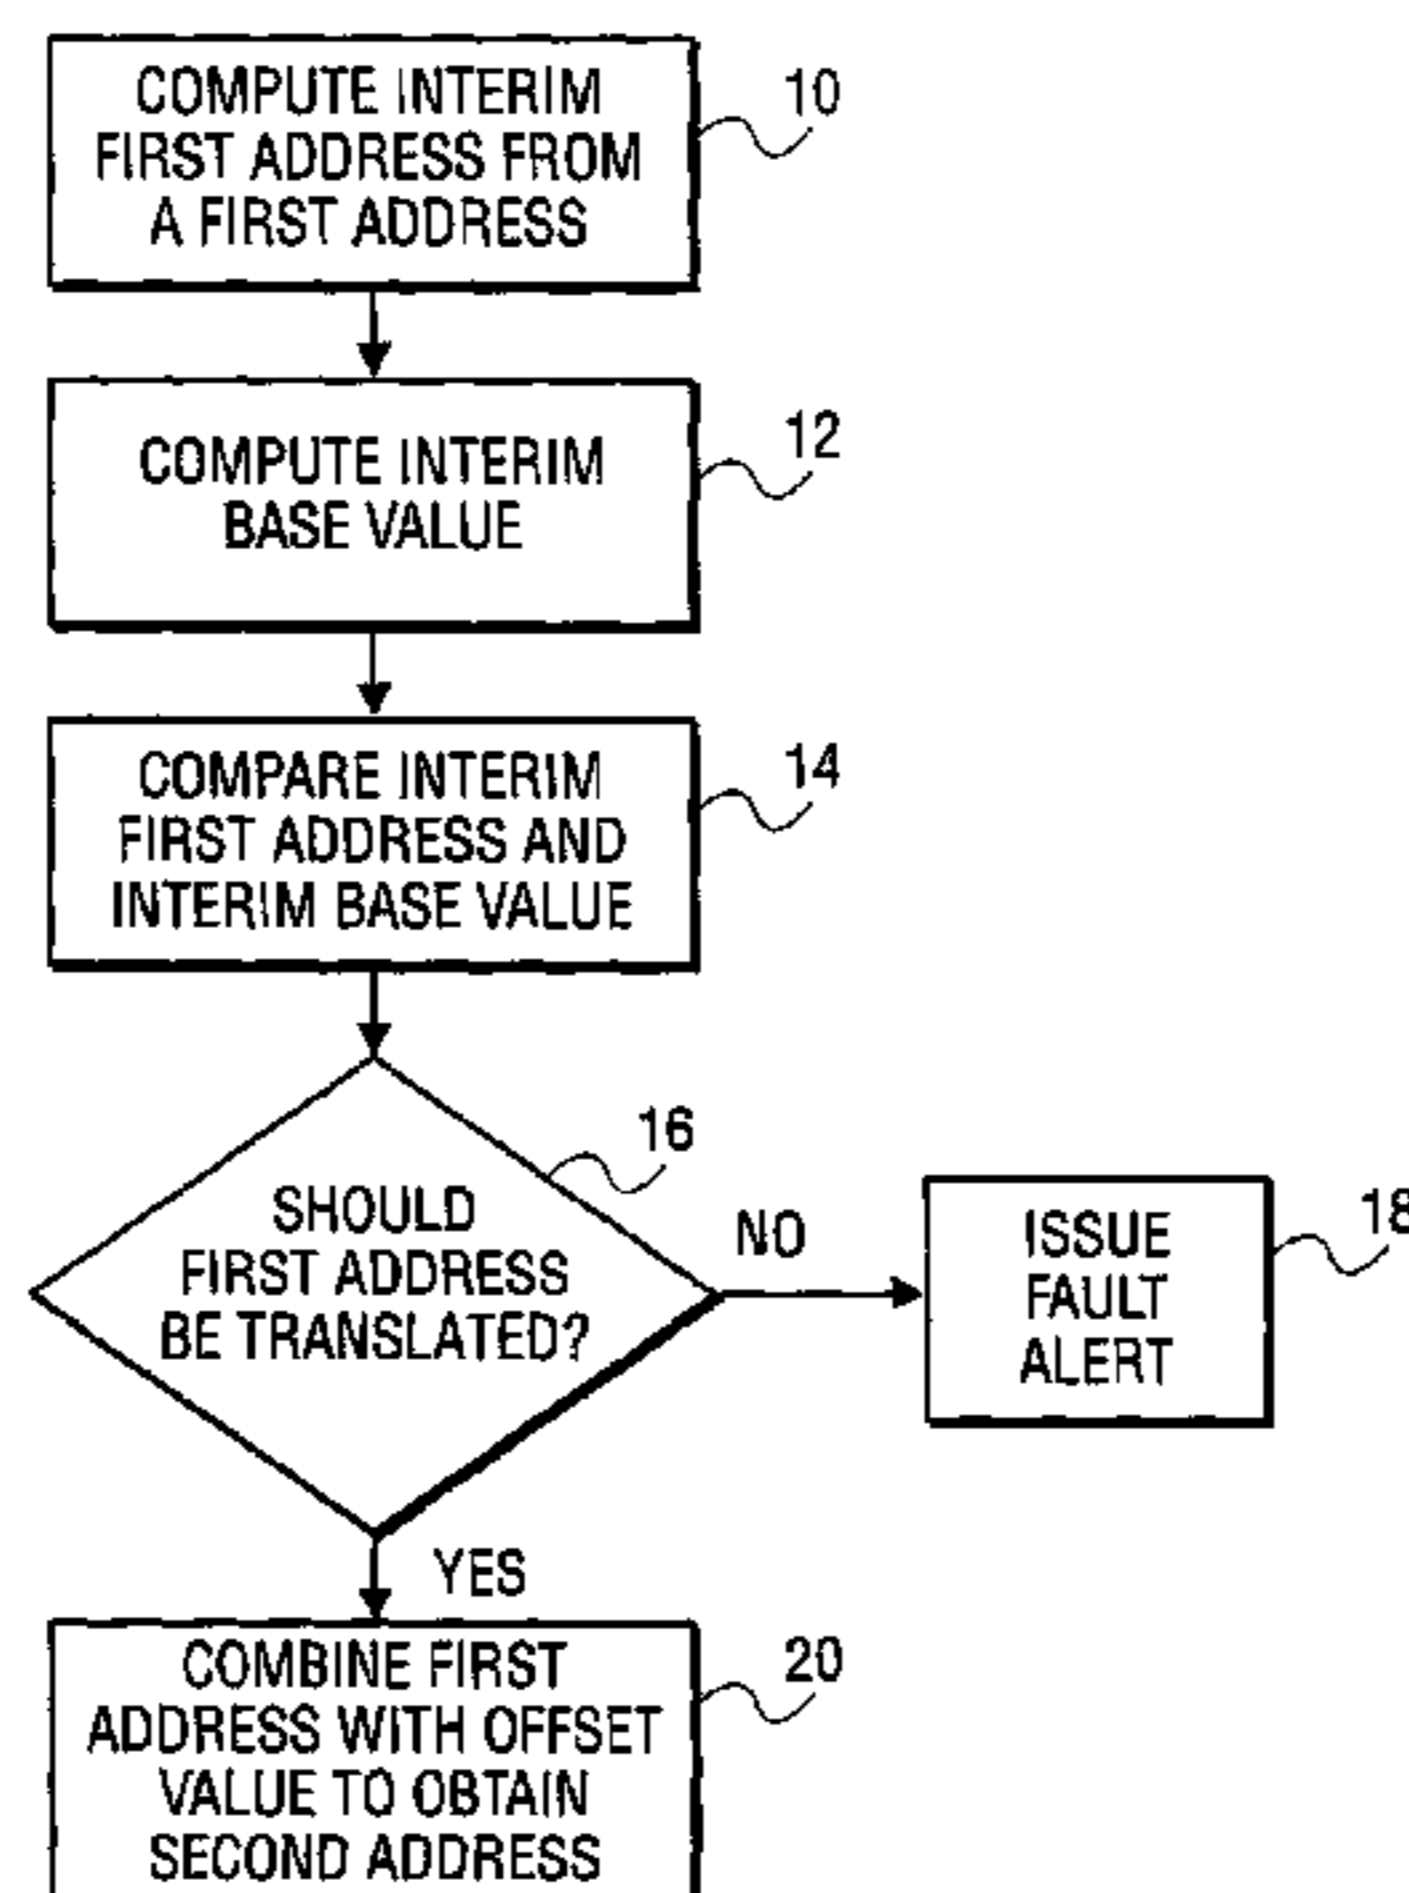 COMPUTE INTERIM
FIRST ADDRESS FROM
A FIRST ADDRESS
10
COMPUTE INTERIM
BASE VALUE
12
COMPARE INTERIM
FIRST ADDRESS AND
INTERIM BASE VALUE
14
SHOULD
FIRST ADDRESS
BE TRANSLATED?
16
NO
ISSUE
FAULT
ALERT
18
YES
COMBINE FIRST
ADDRESS WITH OFFSET
VALUE TO OBTAIN
SECOND ADDRESS
20